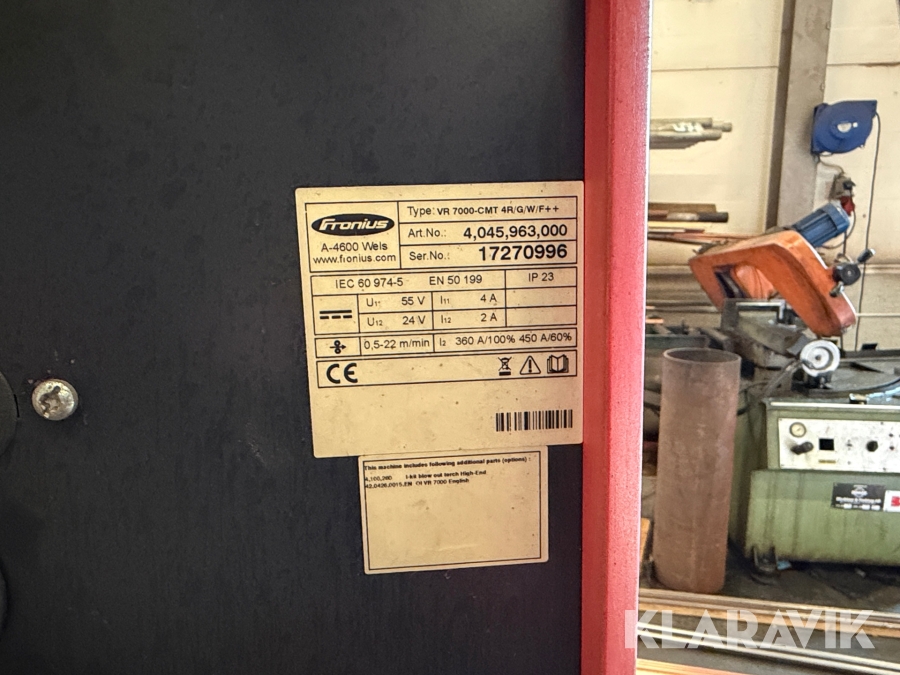 Fronius
A-4600 Wels
www.fronius.com
Type: VR 7000-CMT 4R/G/W/F++
Art.No.: 4,045,963,000
Ser.No.: 17270996
IEC 60 974-5 EN 50 199 IP 23
U11 55 V I11 4 A
U12 24 V I12 2 A
0,5-22 m/min I2 360 A/100% 450 A/60%
CE
This machine includes following additional parts (options) :
4,100,260 I-kit blow out torch High-End
42,0426,0015,EN OI VR 7000 English
KLARAVIK